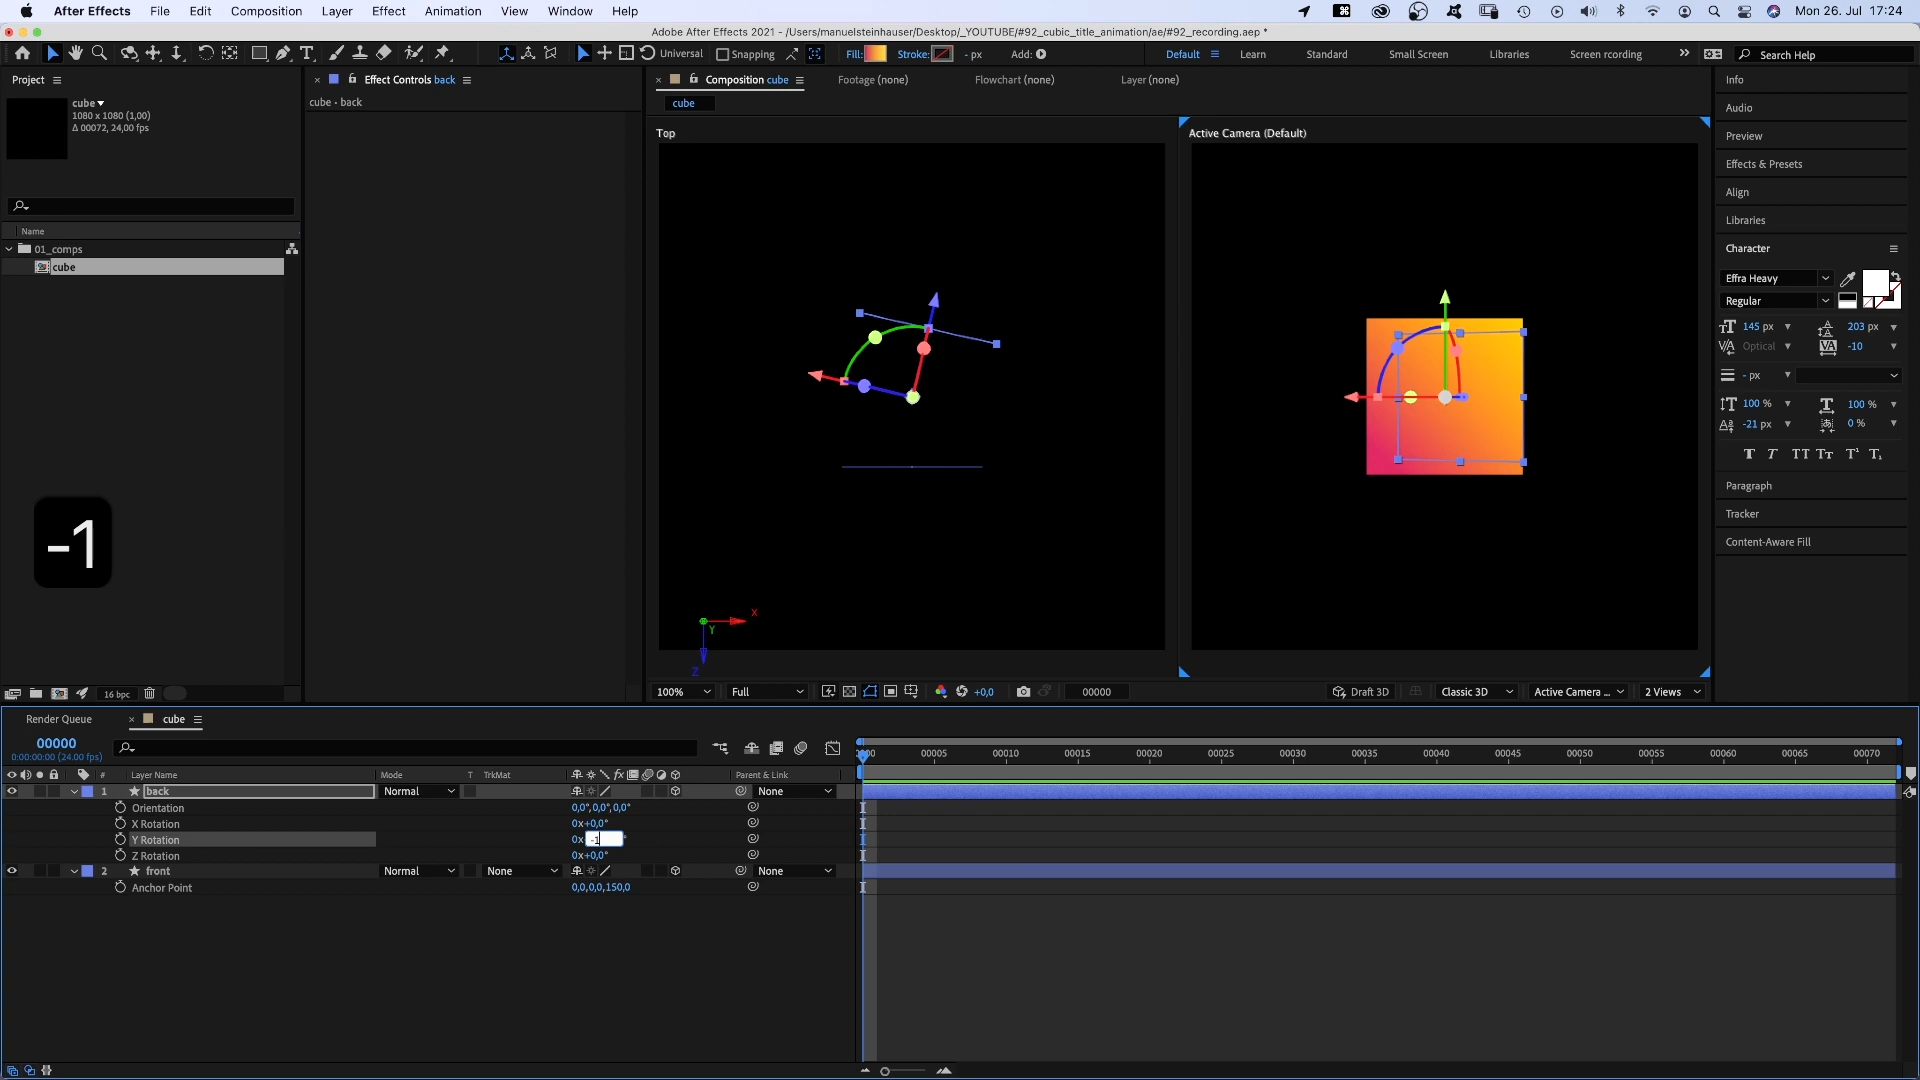 After Effects File Edit Composition Layer Effect Animation View Window Help Mon 26. Jul 17:24
Adobe After Effects 2021 - /Users/manuelsteinhauser/Desktop/_YOUTUBE/#92_cubic_title_animation/ae/#92_recording.aep *
Universal Snapping Fill: Stroke: - px Add: Default Learn Standard Small Screen Libraries Screen rcording Search Help
Project Effect Controls back Composition cube Footage (none) Flowchart (none) Layer (none) Info
cube
1080 x 1080 (1,00)
Δ 00072, 24,00 fps
cube • back
cube
Audio
Top
Active Camera (Default)
Preview
Effects & Presets
Align
Libraries
Name
Character
01_comps
cube
Effra Heavy
Regular
145 px 203 px
Optical -10
- px
100 % 100 %
-21 px 0 %
T T TT Tr T¹ T₁
Paragraph
Tracker
Content-Aware Fill
-1
X
Y
Z
16 bpc 100% Full +0,0 00000 Draft 3D Classic 3D Active Camera ... 2 Views
Render Queue cube
00000
0:00:00:00 (24.00 fps)
00005 00010 00015 00020 00025 00030 00035 00040 00045 00050 00055 00060 00065 00070
# Layer Name Mode T TrkMat Parent & Link
1 back Normal None
Orientation 0,0°,0,0°,0,0°
X Rotation 0x+0,0°
Y Rotation 0x -1 °
Z Rotation 0x+0,0°
2 front Normal None None
Anchor Point 0,0,0,0,150,0